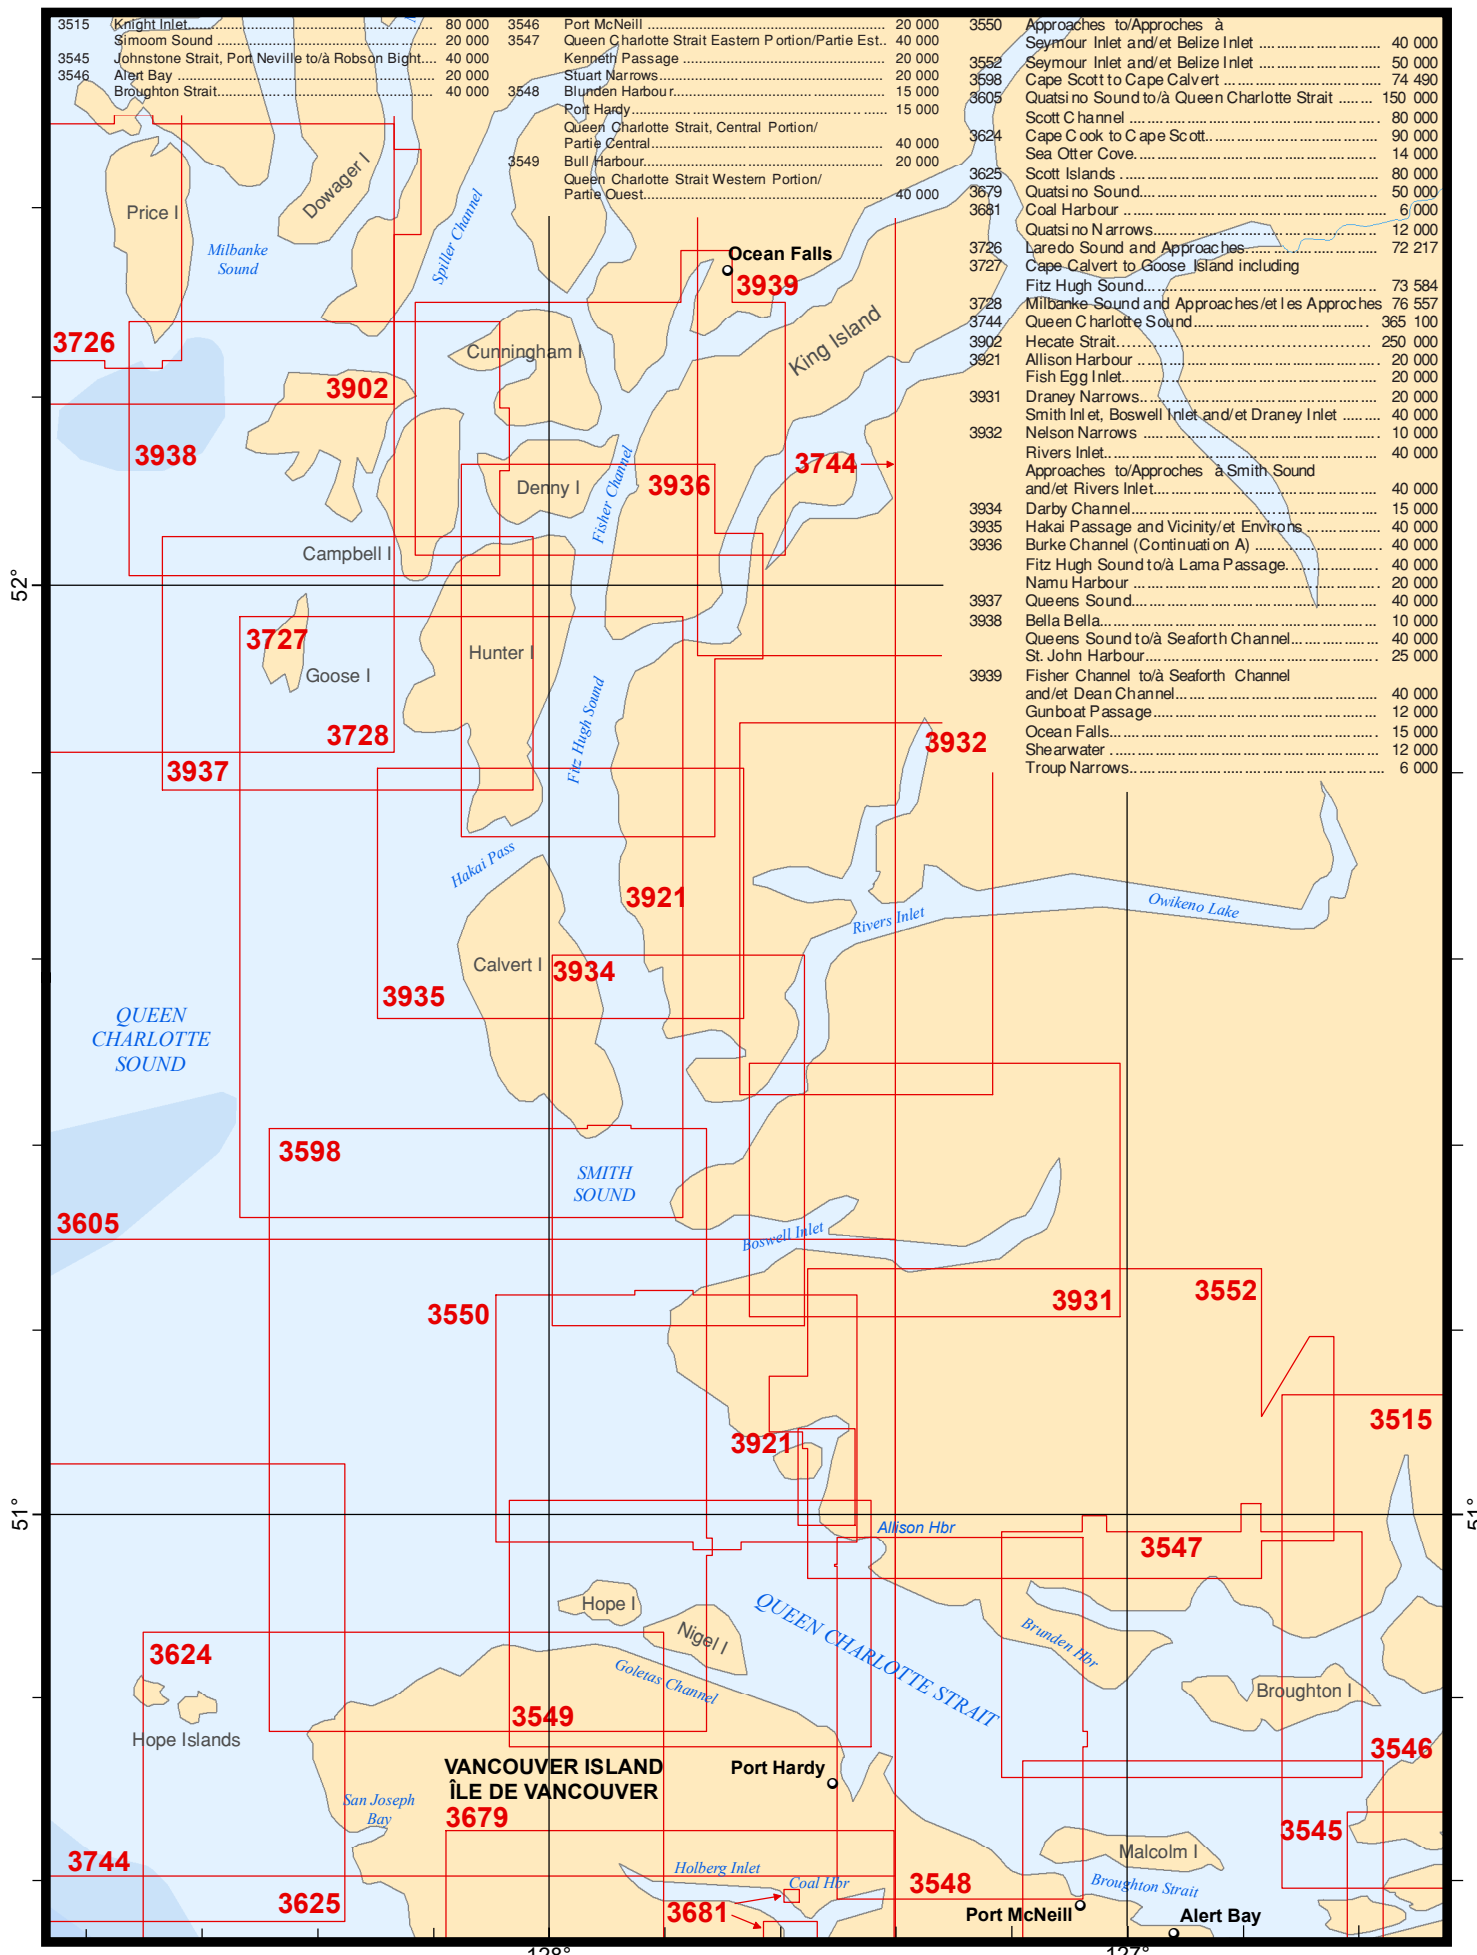 3515 Knight Inlet 80 000
Simoom Sound 20 000
3545 Johnstone Strait, Port Neville to/à Robson Bight 40 000
3546 Alert Bay 20 000
Broughton Strait 40 000
3546 Port McNeill 20 000
3547 Queen Charlotte Strait Eastern Portion/Partie Est 40 000
Kenneth Passage 20 000
Stuart Narrows 20 000
3548 Blunden Harbour 15 000
Port Hardy 15 000
Queen Charlotte Strait, Central Portion/
Partie Central 40 000
3549 Bull Harbour 20 000
Queen Charlotte Strait Western Portion/
Partie Ouest 40 000
3550 Approaches to/Approches à
Seymour Inlet and/et Belize Inlet 40 000
3552 Seymour Inlet and/et Belize Inlet 50 000
3598 Cape Scott to Cape Calvert 74 490
3605 Quatsino Sound to/à Queen Charlotte Strait 150 000
Scott Channel 80 000
3624 Cape Cook to Cape Scott 90 000
Sea Otter Cove 14 000
3625 Scott Islands 80 000
3679 Quatsino Sound 50 000
3681 Coal Harbour 6 000
Quatsino Narrows 12 000
3726 Laredo Sound and Approaches 72 217
3727 Cape Calvert to Goose Island including
Fitz Hugh Sound 73 584
3728 Milbanke Sound and Approaches/et les Approches 76 557
3744 Queen Charlotte Sound 365 100
3902 Hecate Strait 250 000
3921 Allison Harbour 20 000
Fish Egg Inlet 20 000
3931 Draney Narrows 20 000
Smith Inlet, Boswell Inlet and/et Draney Inlet 40 000
3932 Nelson Narrows 10 000
Rivers Inlet 40 000
Approaches to/Approches à Smith Sound
and/et Rivers Inlet 40 000
3934 Darby Channel 15 000
3935 Hakai Passage and Vicinity/et Environs 40 000
3936 Burke Channel (Continuation A) 40 000
Fitz Hugh Sound to/à Lama Passage 40 000
Namu Harbour 20 000
3937 Queens Sound 40 000
3938 Bella Bella 10 000
Queens Sound to/à Seaforth Channel 40 000
St. John Harbour 25 000
3939 Fisher Channel to/à Seaforth Channel
and/et Dean Channel 40 000
Gunboat Passage 12 000
Ocean Falls 15 000
Shearwater 12 000
Troup Narrows 6 000
Price I
Dowager I
Milbanke
Sound
Spiller Channel
Ocean Falls
3939
King Island
3726
Cunningham I
3902
3938
3744
3936
Denny I
Fisher Channel
Campbell I
52°
3727
Hunter I
Goose I
3728
3937
Fitz Hugh Sound
3932
Hakai Pass
3921
Rivers Inlet
Owikeno Lake
Calvert I
3934
3935
QUEEN
CHARLOTTE
SOUND
3598
SMITH
SOUND
3605
Boswell Inlet
3550
3931
3552
3515
3921
51°
51°
Allison Hbr
3547
Hope I
Nigel I
QUEEN CHARLOTTE STRAIT
Brunden Hbr
3624
Goletas Channel
Broughton I
3549
Hope Islands
3546
VANCOUVER ISLAND
ÎLE DE VANCOUVER
Port Hardy
San Joseph
Bay
3679
3545
3744
Malcolm I
Holberg Inlet
Coal Hbr
3548
Broughton Strait
3625
3681
Port McNeill
Alert Bay
128°
127°